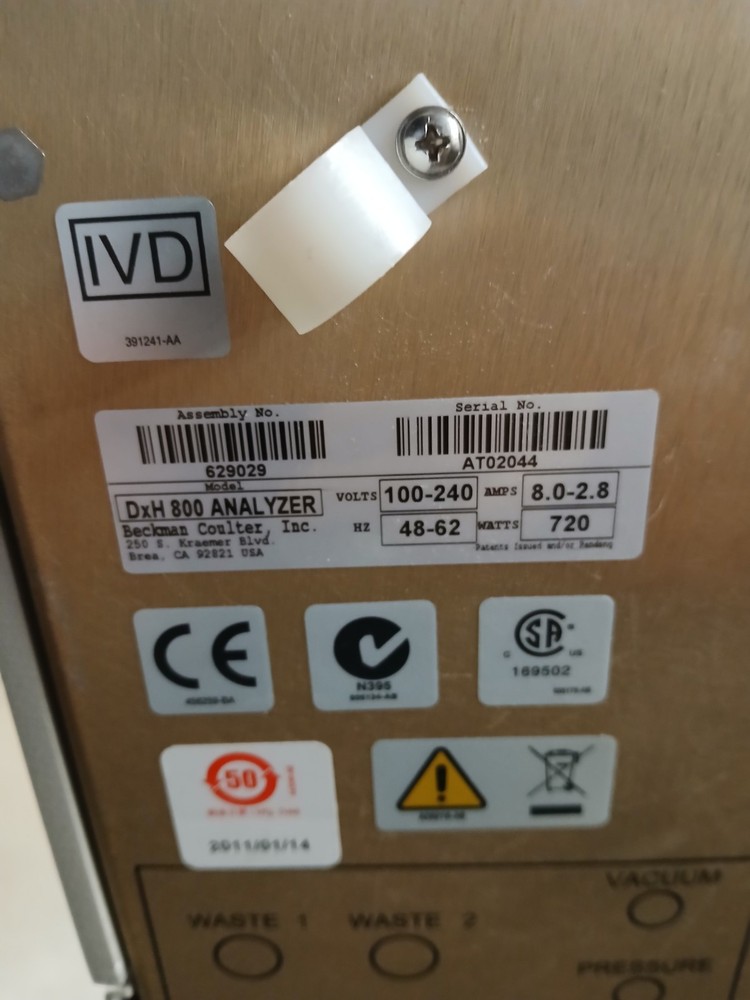 IVD
391241-AA
Assembly No.
629029
Serial No.
AT02044
Model
DxH 800 ANALYZER
VOLTS 100-240 AMPS 8.0-2.8
HZ 48-62 WATTS 720
Beckman Coulter, Inc.
250 S. Kraemer Blvd.
Brea, CA 92821 USA
Patents Issued and/or Pending
CE
N395
C SA US
169502
50
2011/01/14
WASTE 1
WASTE 2
VACUUM
PRESSURE